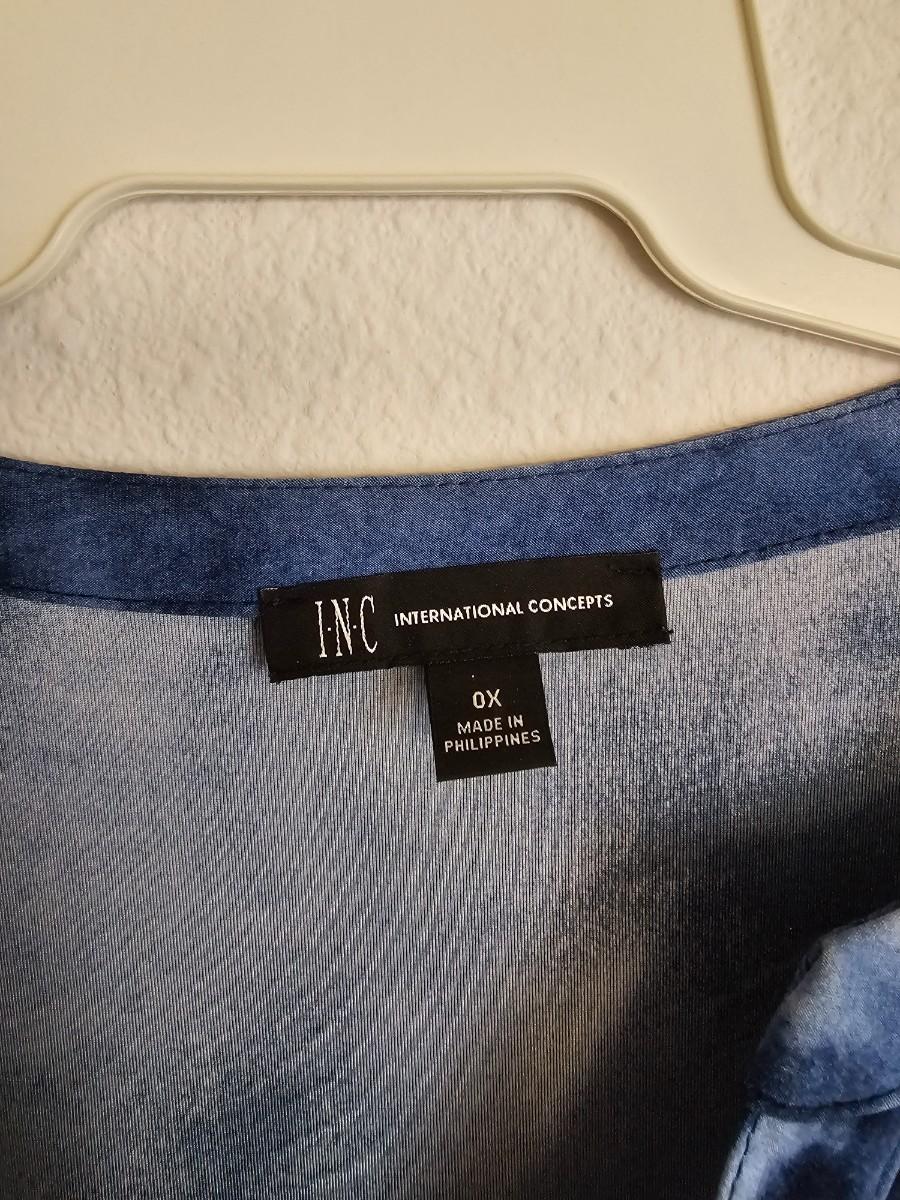 I·N·C INTERNATIONAL CONCEPTS
0X
MADE IN
PHILIPPINES